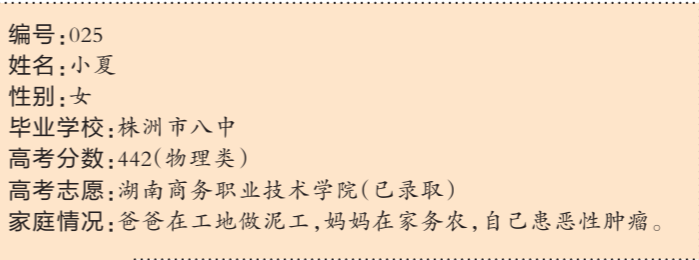 编号:025
姓名:小夏
性别:女
毕业学校:株洲市八中
高考分数:442(物理类)
高考志愿:湖南商务职业技术学院(已录取)
家庭情况:爸爸在工地做泥工,妈妈在家务农,自己患恶性肿瘤。